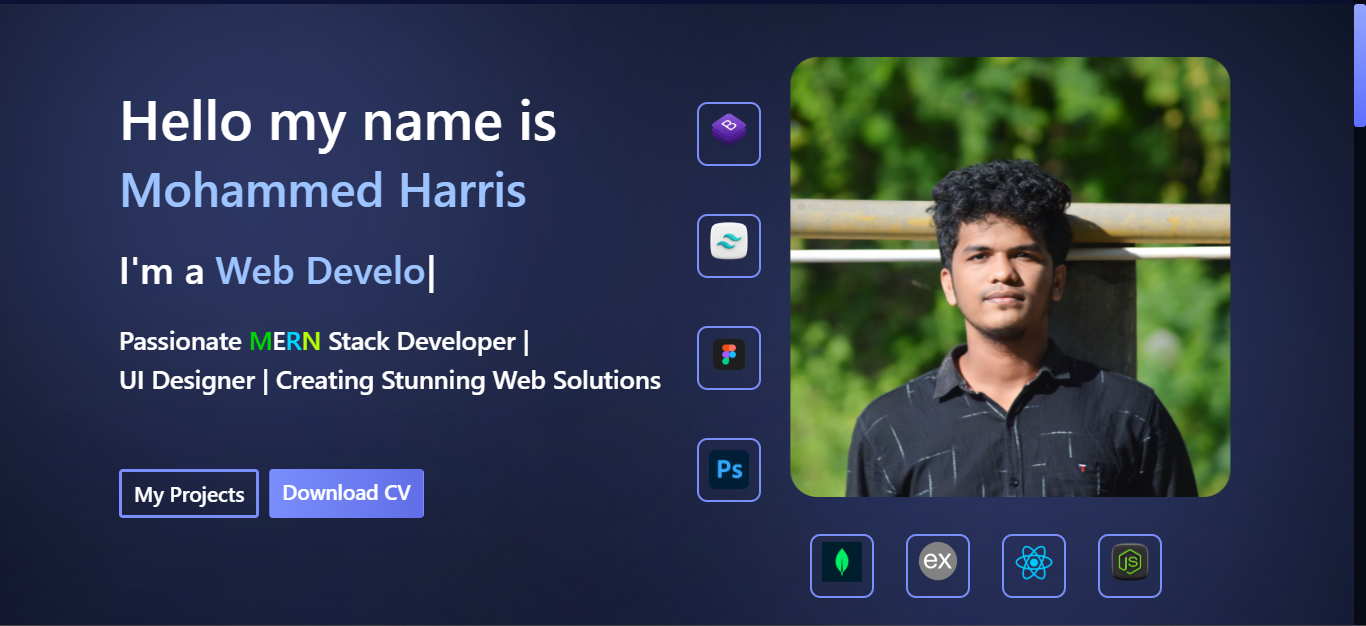 Hello my name is
Mohammed Harris
I'm a Web Develo|
Passionate MERN Stack Developer |
UI Designer | Creating Stunning Web Solutions
My Projects
Download CV
B
Ps
ex
JS